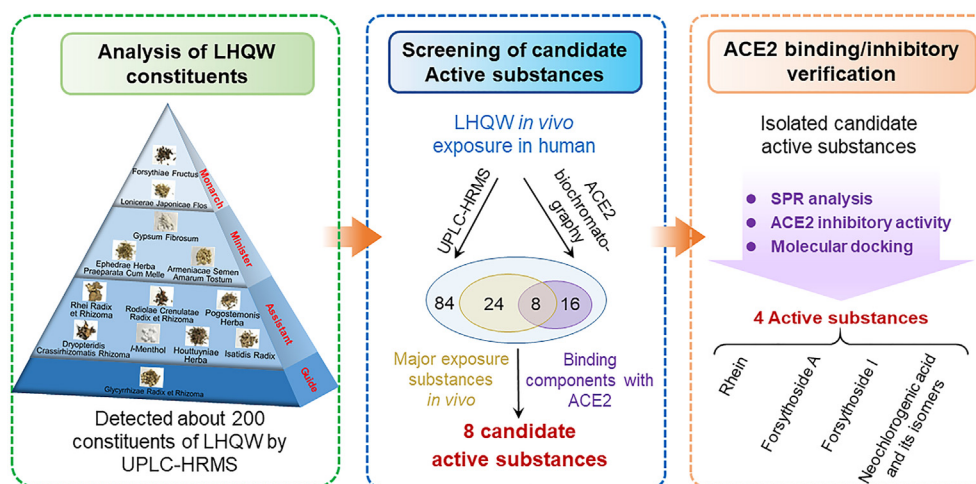 Analysis of LHQW
constituents
Forsythiae Fructus
Lonicerae Japonicae Flos
Monarch
Gypsum Fibrosum
Ephedrae Herba
Praeparata Cum Melle
Armeniacae Semen
Amarum Tostum
Minister
Rhei Radix
et Rhizoma
Rodiolae Crenulatae
Radix et Rhizoma
Pogostemonis
Herba
Dryopteridis
Crassirhizomatis Rhizoma
l-Menthol
Houttuyniae
Herba
Isatidis Radix
Assistant
Glycyrrhizae Radix et Rhizoma
Guide
Detected about 200
constituents of LHQW by
UPLC-HRMS
Screening of candidate
Active substances
LHQW in vivo
exposure in human
UPLC-HRMS
ACE2
biochromato-
graphy
84 24 8 16
Major exposure
substances
in vivo
Binding
components with
ACE2
8 candidate
active substances
ACE2 binding/inhibitory
verification
Isolated candidate
active substances
● SPR analysis
● ACE2 inhibitory activity
● Molecular docking
4 Active substances
Rhein
Forsythoside A
Forsythoside I
Neochlorogenic acid
and its isomers